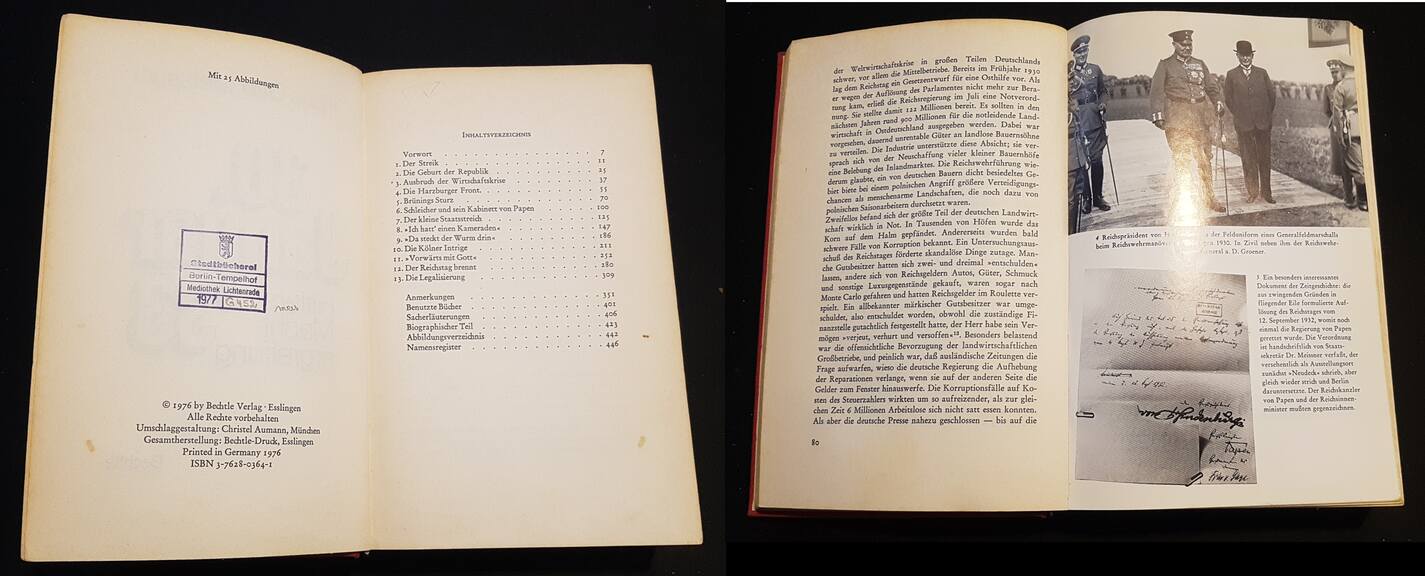 Mit 25 Abbildungen
Stadtbücherei
Berlin-Tempelhof
Mediothek Lichtenrade
1977
© 1976 by Bechtle Verlag · Esslingen
Alle Rechte vorbehalten
Umschlaggestaltung: Christel Aumann, München
Gesamtherstellung: Bechtle-Druck, Esslingen
Printed in Germany 1976
ISBN 3-7628-0364-1
INHALTSVERZEICHNIS
Vorwort . . . . . . . . . . . . . . 7
1. Der Streik . . . . . . . . . . . . . . 11
2. Die Geburt der Republik . . . . . . . . . . 25
3. Ausbruch der Wirtschaftskrise . . . . . . . . 37
4. Die Harzburger Front. . . . . . . . . . . 55
5. Brünings Sturz . . . . . . . . . . . . 70
6. Schleicher und sein Kabinett von Papen . . . . . 100
7. Der kleine Staatstreich . . . . . . . . . . 125
8. »Ich hatt' einen Kameraden« . . . . . . . . 147
9. »Da steckt der Wurm drin« . . . . . . . . . 186
10. Die Kölner Intrige . . . . . . . . . . . 211
11. »Vorwärts mit Gott« . . . . . . . . . . . 252
12. Der Reichstag brennt . . . . . . . . . . 280
13. Die Legalisierung . . . . . . . . . . . 309
Anmerkungen . . . . . . . . . . . . 351
Benutzte Bücher . . . . . . . . . . . 401
Sacherläuterungen . . . . . . . . . . . 406
Biographischer Teil . . . . . . . . . . 423
Abbildungsverzeichnis . . . . . . . . . . 442
Namensregister . . . . . . . . . . . 446
der Weltwirtschaftskrise in großen Teilen Deutschlands
schwer, vor allem die Mittelbetriebe. Bereits im Frühjahr 1930
lag dem Reichstag ein Gesetzentwurf für eine Osthilfe vor. Als
er wegen der Auflösung des Parlamentes nicht mehr zur Bera-
tung kam, erließ die Reichsregierung im Juli eine Notverord-
nung. Sie stellte damit 122 Millionen bereit. Es sollten in den
nächsten Jahren rund 900 Millionen für die notleidende Land-
wirtschaft in Ostdeutschland ausgegeben werden. Dabei war
vorgesehen, dauernd unrentable Güter an landlose Bauernsöhne
zu verteilen. Die Industrie unterstützte diese Absicht; sie ver-
sprach sich von der Neuschaffung vieler kleiner Bauernhöfe
eine Belebung des Inlandmarktes. Die Reichswehrführung wie-
derum glaubte, ein von deutschen Bauern dicht besiedeltes Ge-
biet biete bei einem polnischen Angriff größere Verteidigungs-
chancen als menschenarme Landschaften, die noch dazu von
polnischen Saisonarbeitern durchsetzt waren.
Zweifellos befand sich der größte Teil der deutschen Landwirt-
schaft wirklich in Not. In Tausenden von Höfen wurde das
Korn auf dem Halm gepfändet. Andererseits wurden bald
schwere Fälle von Korruption bekannt. Ein Untersuchungsaus-
schuß des Reichstages förderte skandalöse Dinge zutage. Man-
che Gutsbesitzer hatten sich zwei- und dreimal »entschulden«
lassen, andere sich von Reichsgeldern Autos, Güter, Schmuck
und sonstige Luxusgegenstände gekauft, waren sogar nach
Monte Carlo gefahren und hatten Reichsgelder im Roulette ver-
spielt. Ein allbekannter märkischer Gutsbesitzer war umge-
schuldet, also entschuldet worden, obwohl die zuständige Fi-
nanzstelle gutachtlich festgestellt hatte, der Herr habe sein Ver-
mögen »verjeut, verhurt und versoffen«. Besonders belastend
war die offensichtliche Bevorzugung der landwirtschaftlichen
Großbetriebe, und peinlich war, daß ausländische Zeitungen die
Frage aufwarfen, wieso die deutsche Regierung die Aufhebung
der Reparationen verlange, wenn sie auf der anderen Seite die
Gelder zum Fenster hinauswerfe. Die Korruptionsfälle auf Ko-
sten des Steuerzahlers wirkten um so aufreizender, als zur glei-
chen Zeit 6 Millionen Arbeitlose sich nicht satt essen konnten.
Als aber die deutsche Presse nahezu geschlossen — bis auf die
80
4 Reichspräsident von der Felduniform eines Generalfeldmarschalls
beim Reichswehrmanöver 1930. In Zivil neben ihm der Reichswehr-
a. D. Groener.
5 Ein besonders interessantes
Dokument der Zeitgeschichte: die
aus zwingenden Gründen in
fliegender Eile formulierte Auf-
lösung des Reichstages vom
12. September 1932, womit noch
einmal die Regierung von Papen
gerettet wurde. Die Verordnung
ist handschriftlich von Staats-
sekretär Dr. Meissner verfaßt, der
versehentlich als Ausstellungsort
zunächst »Neudeck« schrieb, aber
gleich wieder strich und Berlin
daruntersetzte. Der Reichskanzler
von Papen und der Reichsinnen-
minister mußten gegenzeichnen.
von Hindenburg
Papen